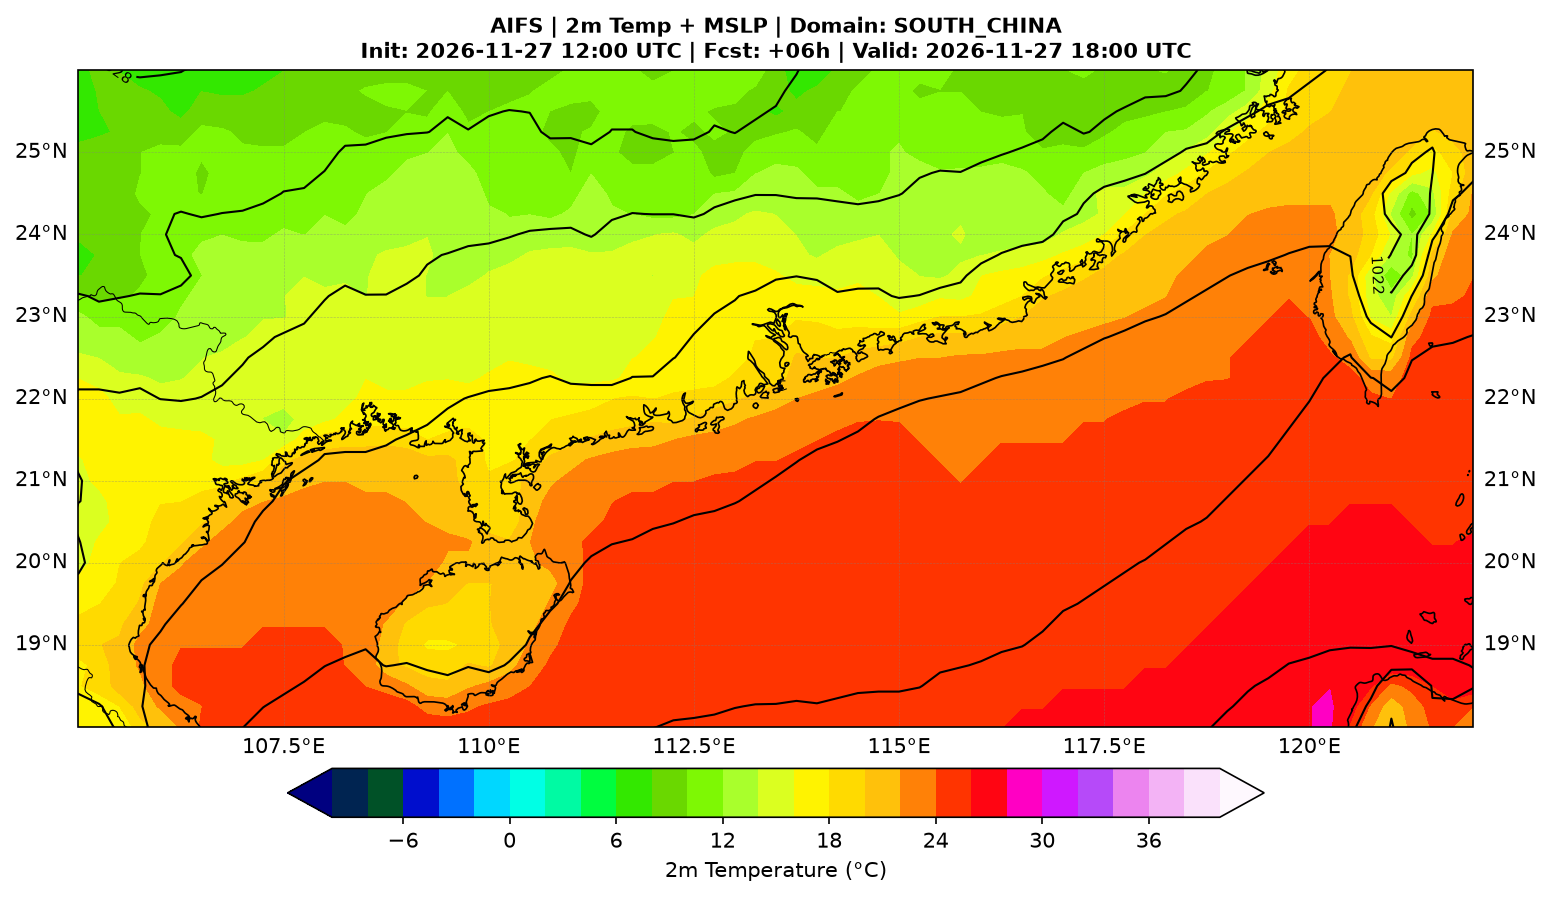 AIFS | 2m Temp + MSLP | Domain: SOUTH_CHINA
Init: 2026-11-27 12:00 UTC | Fcst: +06h | Valid: 2026-11-27 18:00 UTC
28
25°N 25°N
24°N 24°N
1022
23°N 23°N
22°N 22°N
21°N 21°N
20°N 20°N
19°N 19°N
107.5°E 110°E 112.5°E 115°E 117.5°E 120°E
−6 0 6 12 18 24 30 36
2m Temperature (°C)